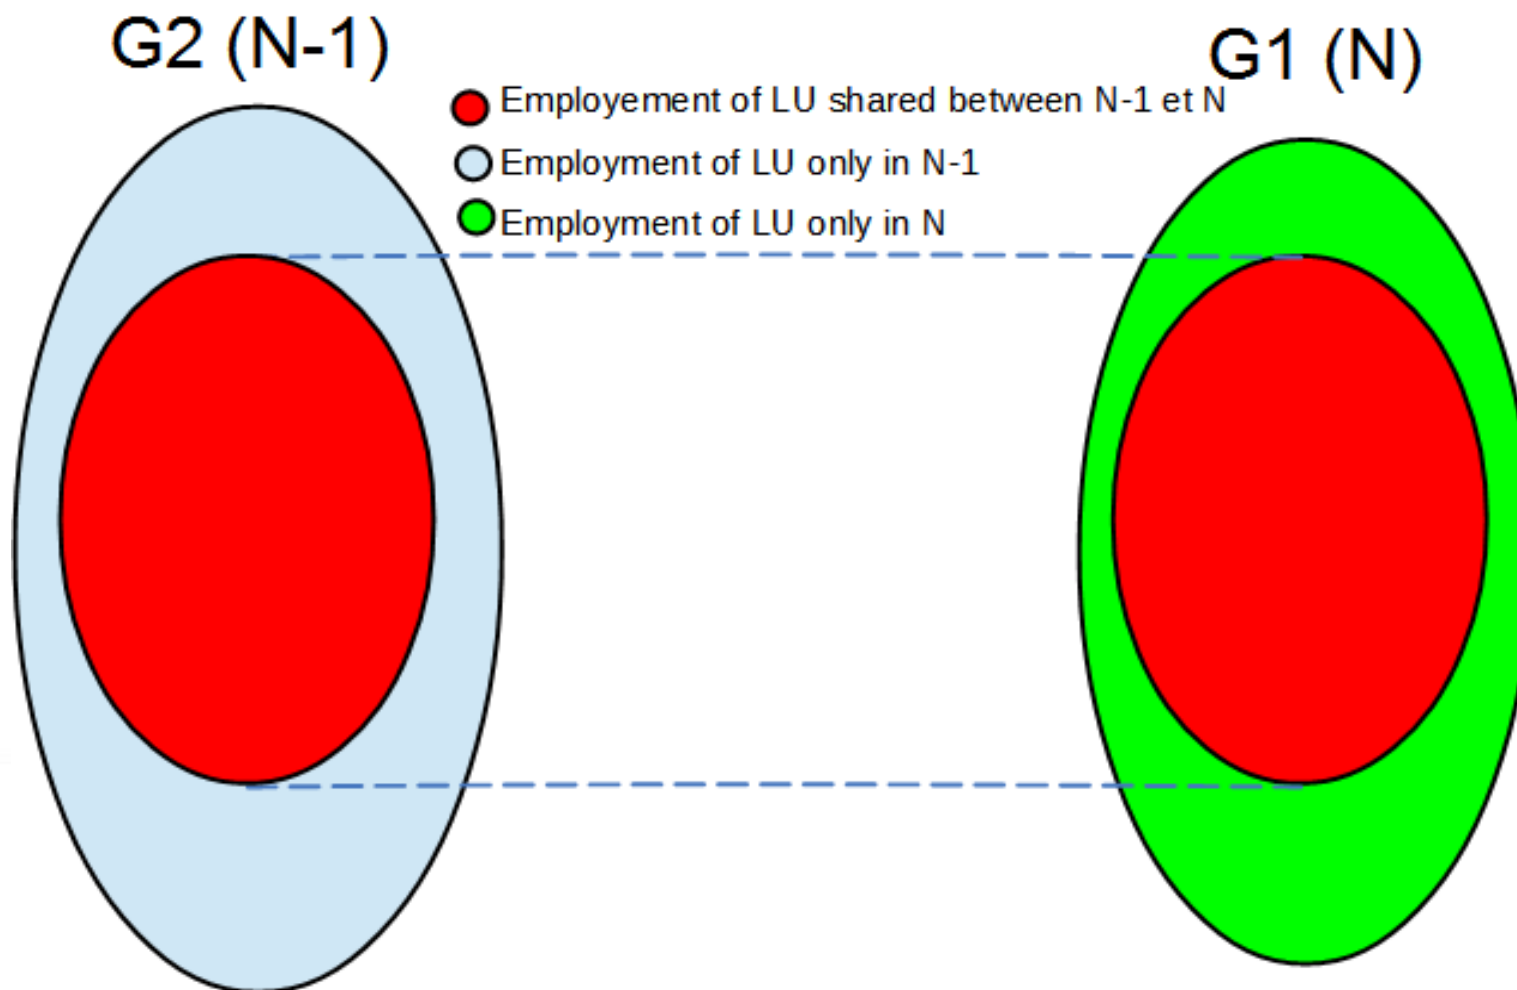 G2 (N-1)
G1 (N)
Employement of LU shared between N-1 et N
Employment of LU only in N-1
Employment of LU only in N